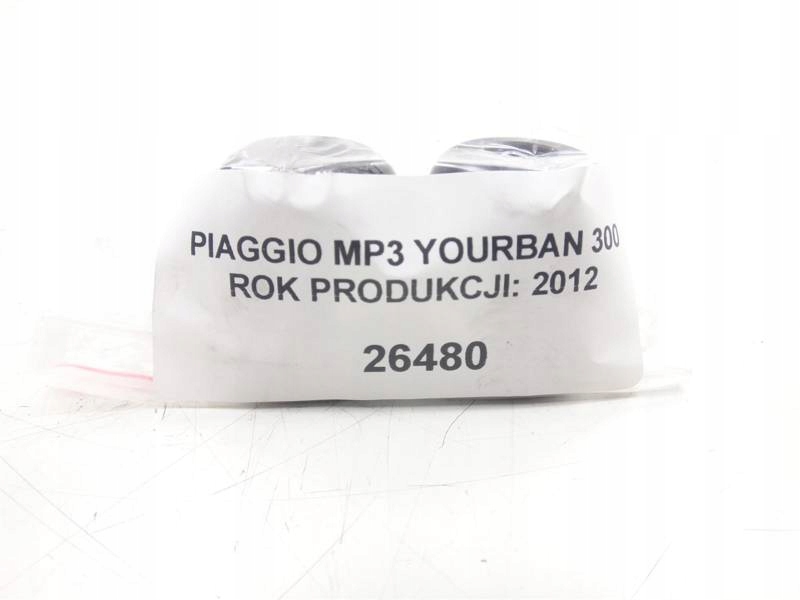 PIAGGIO MP3 YOURBAN 300
ROK PRODUKCJI: 2012
26480